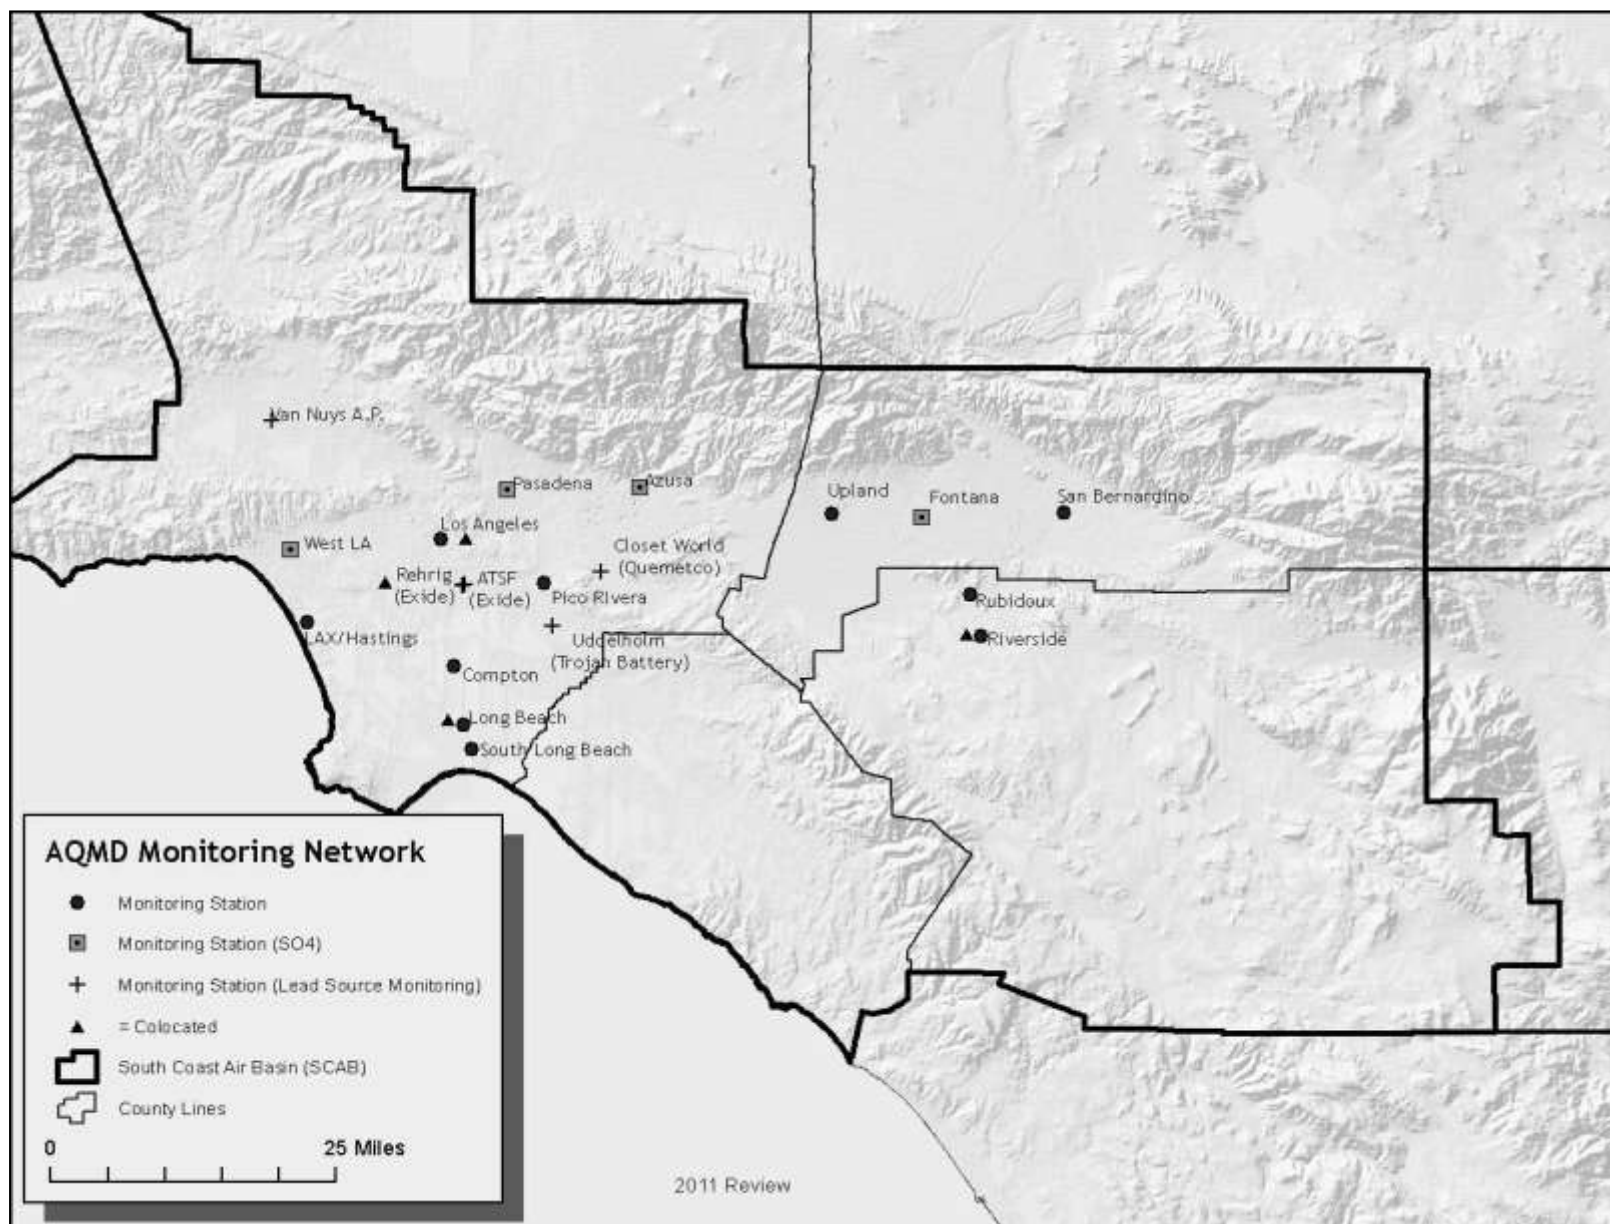 Van Nuys A.P.
Pasadena
Azusa
Upland
Fontana
San Bernardino
Los Angeles
West LA
Closet World
(Quemetco)
Rehrig
(Exide)
ATSF
(Exide)
Pico Rivera
Rubidoux
LAX/Hastings
Uddelholm
(Trojan Battery)
Riverside
Compton
Long Beach
South Long Beach
AQMD Monitoring Network
Monitoring Station
Monitoring Station (SO4)
Monitoring Station (Lead Source Monitoring)
= Colocated
South Coast Air Basin (SCAB)
County Lines
0 25 Miles
2011 Review